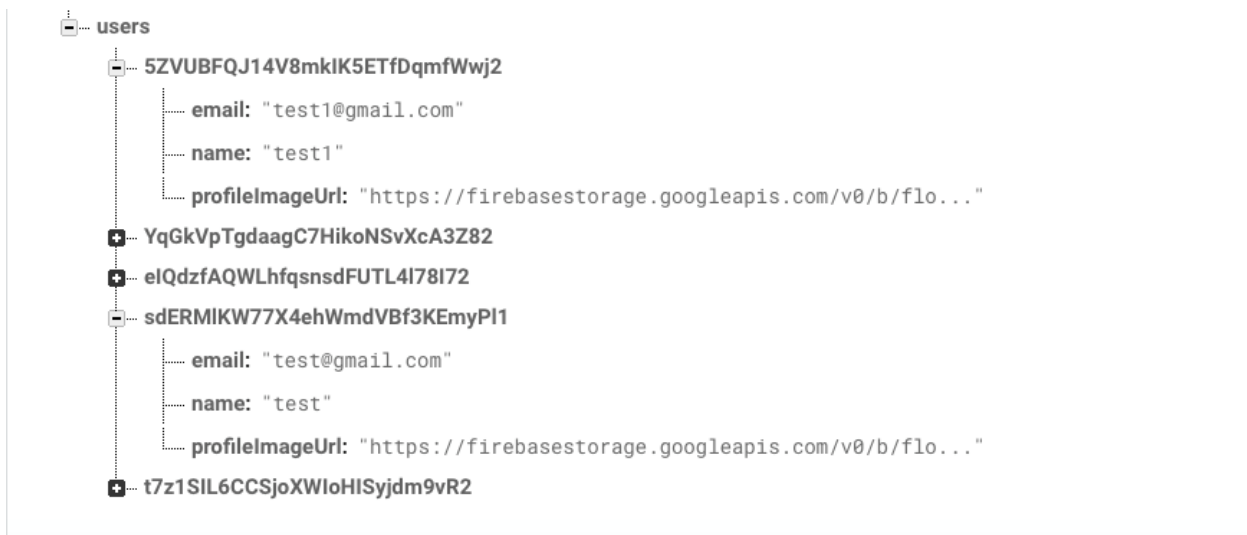 users
5ZVUBFQJ14V8mkIK5ETfDqmfWwj2
email: "test1@gmail.com"
name: "test1"
profileImageUrl: "https://firebasestorage.googleapis.com/v0/b/flo..."
YqGkVpTgdaagC7HikoNSvXcA3Z82
eIQdzfAQWLhfqsnsdFUTL4l78I72
sdERMlKW77X4ehWmdVBf3KEmyPl1
email: "test@gmail.com"
name: "test"
profileImageUrl: "https://firebasestorage.googleapis.com/v0/b/flo..."
t7z1SIL6CCSjoXWIoHISyjdm9vR2